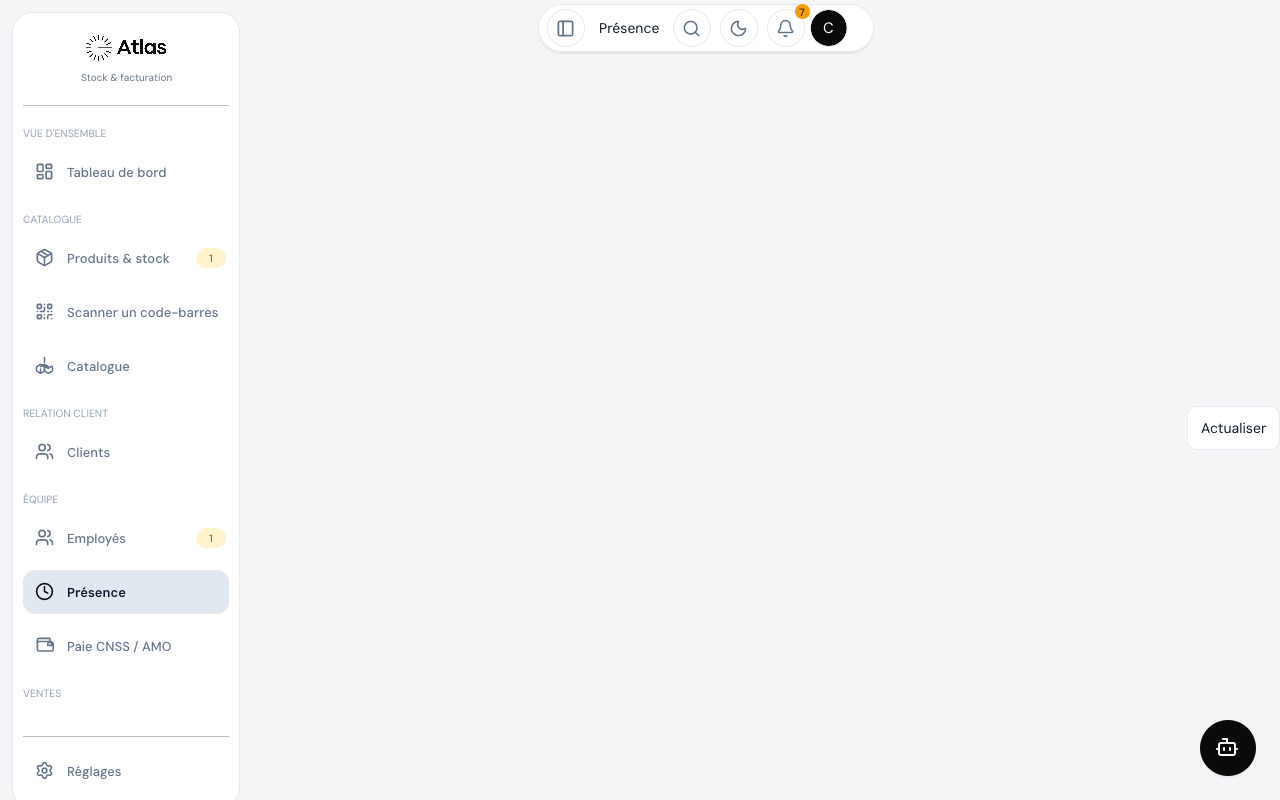 Atlas
Stock & facturation
VUE D'ENSEMBLE
Tableau de bord
CATALOGUE
Produits & stock 1
Scanner un code-barres
Catalogue
RELATION CLIENT
Clients
ÉQUIPE
Employés 1
Présence
Paie CNSS / AMO
VENTES
Réglages
Présence
7
C
Actualiser